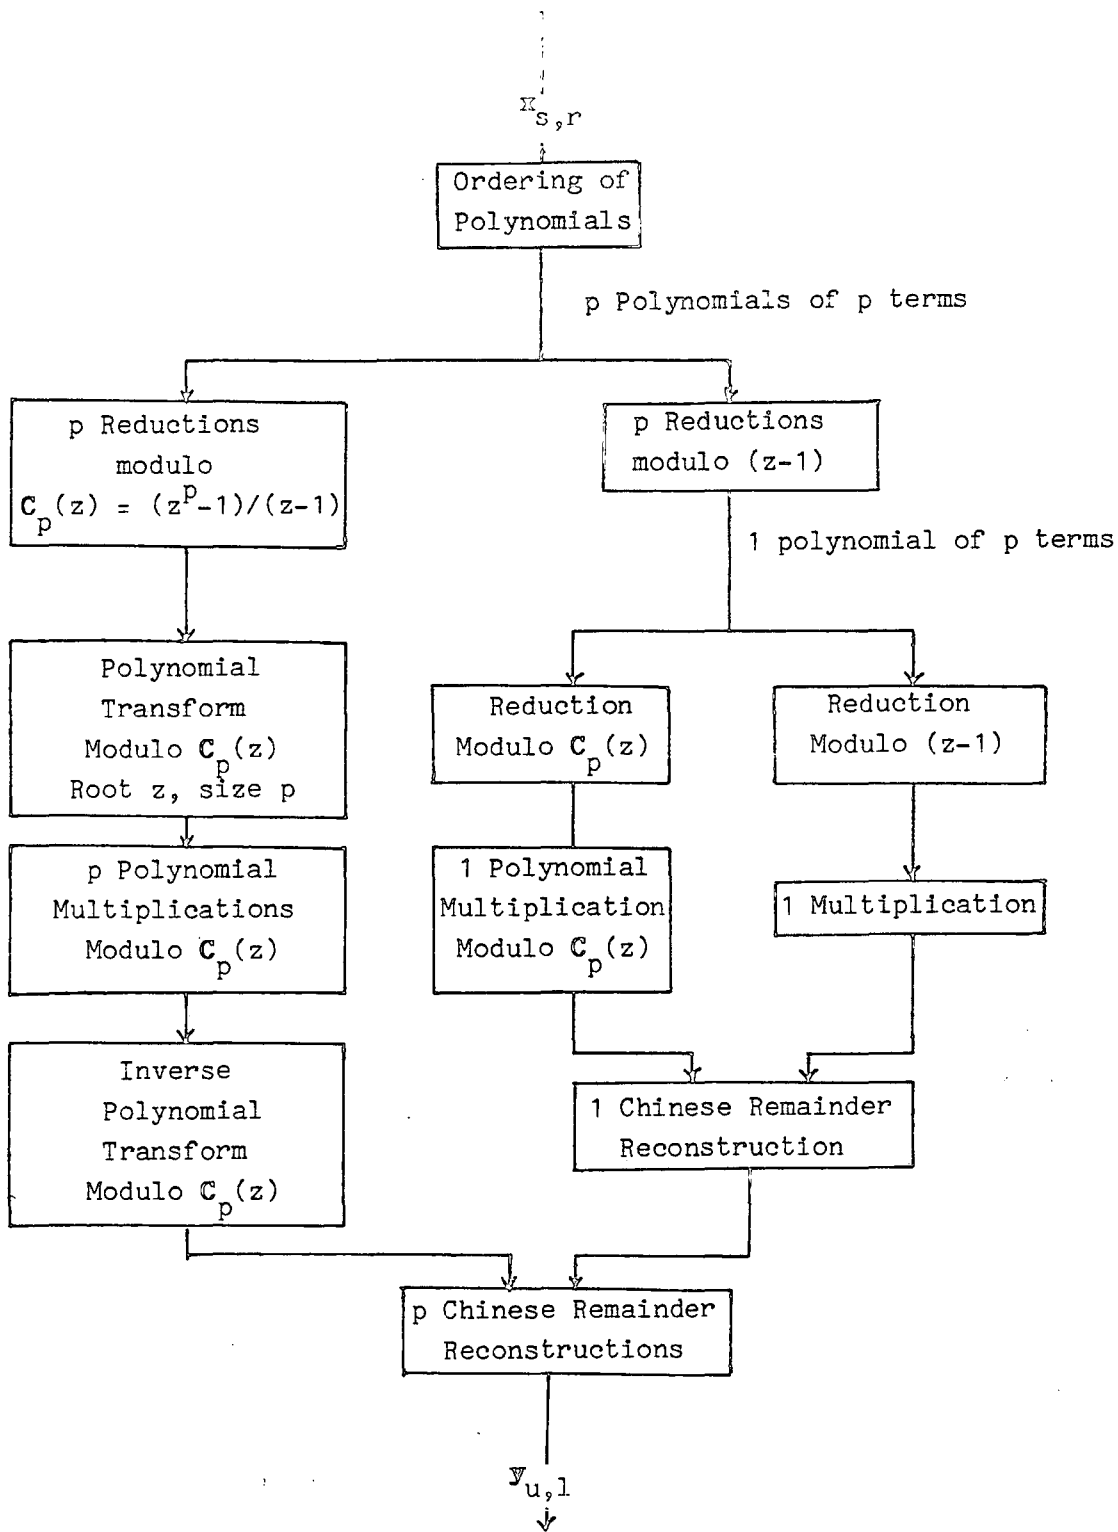 x_{s,r}
Ordering of
Polynomials
p Polynomials of p terms
p Reductions
modulo
C_p(z) = (z^p-1)/(z-1)
p Reductions
modulo (z-1)
1 polynomial of p terms
Polynomial
Transform
Modulo C_p(z)
Root z, size p
Reduction
Modulo C_p(z)
Reduction
Modulo (z-1)
p Polynomial
Multiplications
Modulo C_p(z)
1 Polynomial
Multiplication
Modulo C_p(z)
1 Multiplication
Inverse
Polynomial
Transform
Modulo C_p(z)
1 Chinese Remainder
Reconstruction
p Chinese Remainder
Reconstructions
y_{u,l}